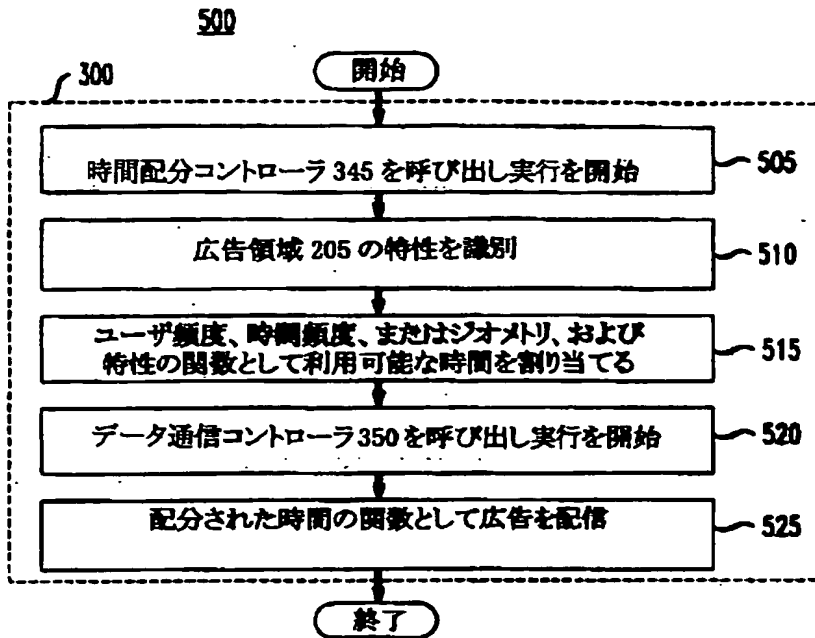 500
300
開始
時間配分コントローラ 345 を呼び出し実行を開始
505
広告領域 205 の特性を識別
510
ユーザ頻度、時間頻度、またはジオメトリ、および
特性の関数として利用可能な時間を割り当てる
515
データ通信コントローラ 350 を呼び出し実行を開始
520
配分された時間の関数として広告を配信
525
終了